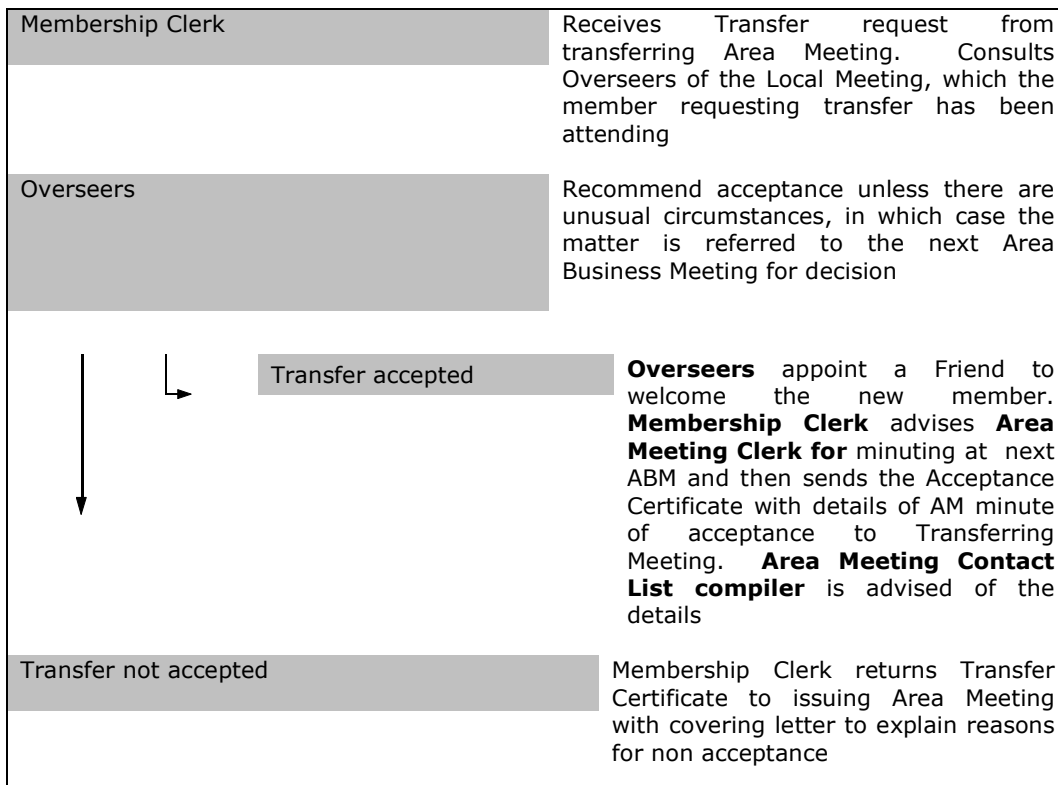 Membership Clerk
Receives Transfer request from
transferring Area Meeting. Consults
Overseers of the Local Meeting, which the
member requesting transfer has been
attending
Overseers
Recommend acceptance unless there are
unusual circumstances, in which case the
matter is referred to the next Area
Business Meeting for decision
Transfer accepted
Overseers appoint a Friend to
welcome the new member.
Membership Clerk advises Area
Meeting Clerk for minuting at next
ABM and then sends the Acceptance
Certificate with details of AM minute
of acceptance to Transferring
Meeting. Area Meeting Contact
List compiler is advised of the
details
Transfer not accepted
Membership Clerk returns Transfer
Certificate to issuing Area Meeting
with covering letter to explain reasons
for non acceptance